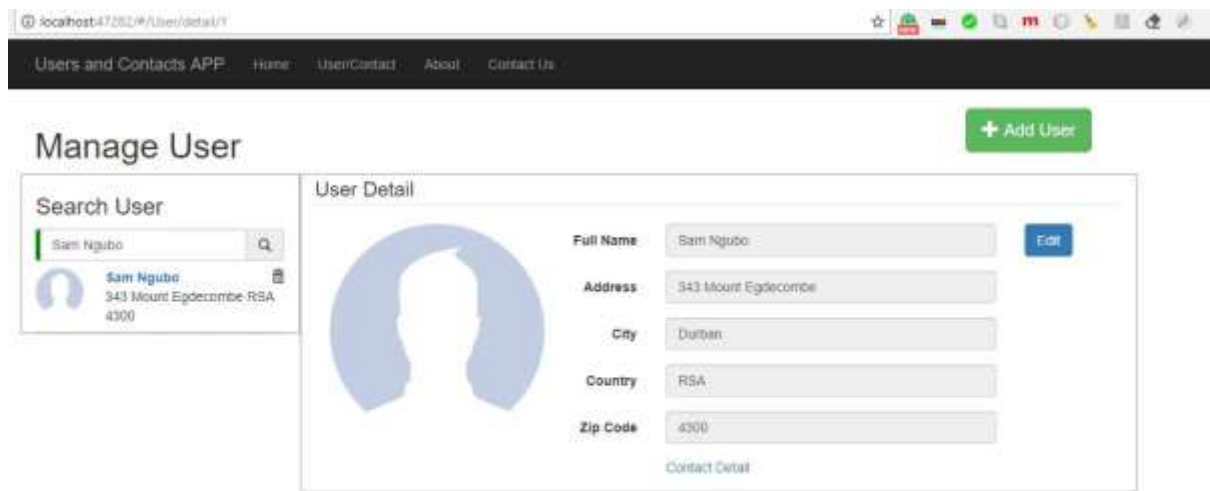 localhost:47282/#/User/detail/1
Users and Contacts APP Home User/Contact About Contact Us
Manage User
+ Add User
Search User
Sam Ngubo
Sam Ngubo
343 Mount Egdecombe RSA
4300
User Detail
Full Name Sam Ngubo Edit
Address 343 Mount Egdecombe
City Durban
Country RSA
Zip Code 4300
Contact Detail